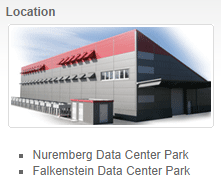 Location
Nuremberg Data Center Park
Falkenstein Data Center Park